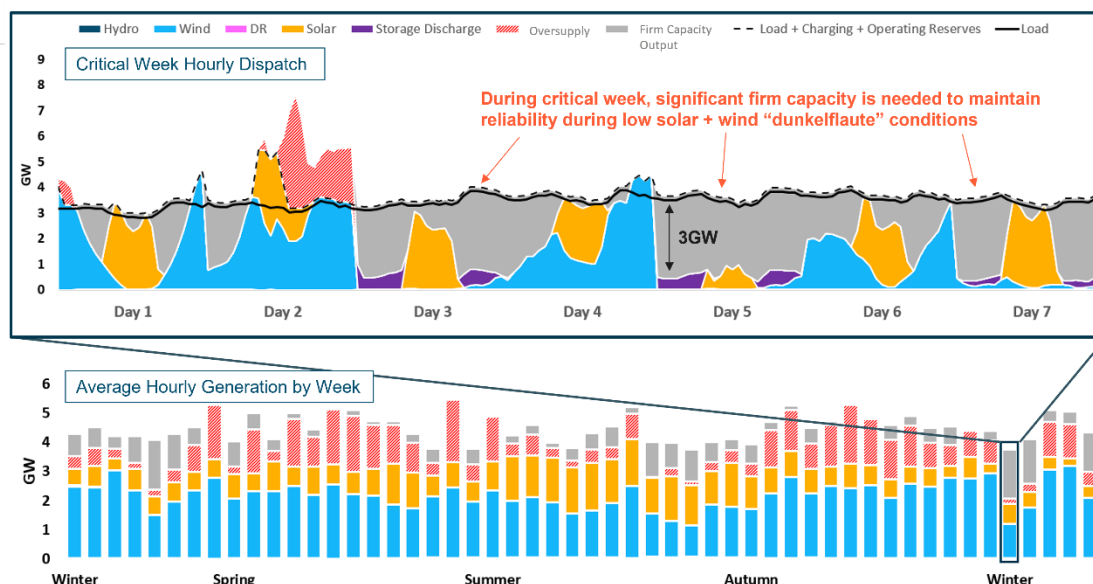 Hydro Wind DR Solar Storage Discharge Oversupply Firm Capacity Output Load + Charging + Operating Reserves Load
Critical Week Hourly Dispatch
During critical week, significant firm capacity is needed to maintain
reliability during low solar + wind “dunkelflaute” conditions
GW
9
8
7
6
5
4
3
2
1
0
3GW
Day 1 Day 2 Day 3 Day 4 Day 5 Day 6 Day 7
Average Hourly Generation by Week
GW
6
5
4
3
2
1
0
Winter Spring Summer Autumn Winter